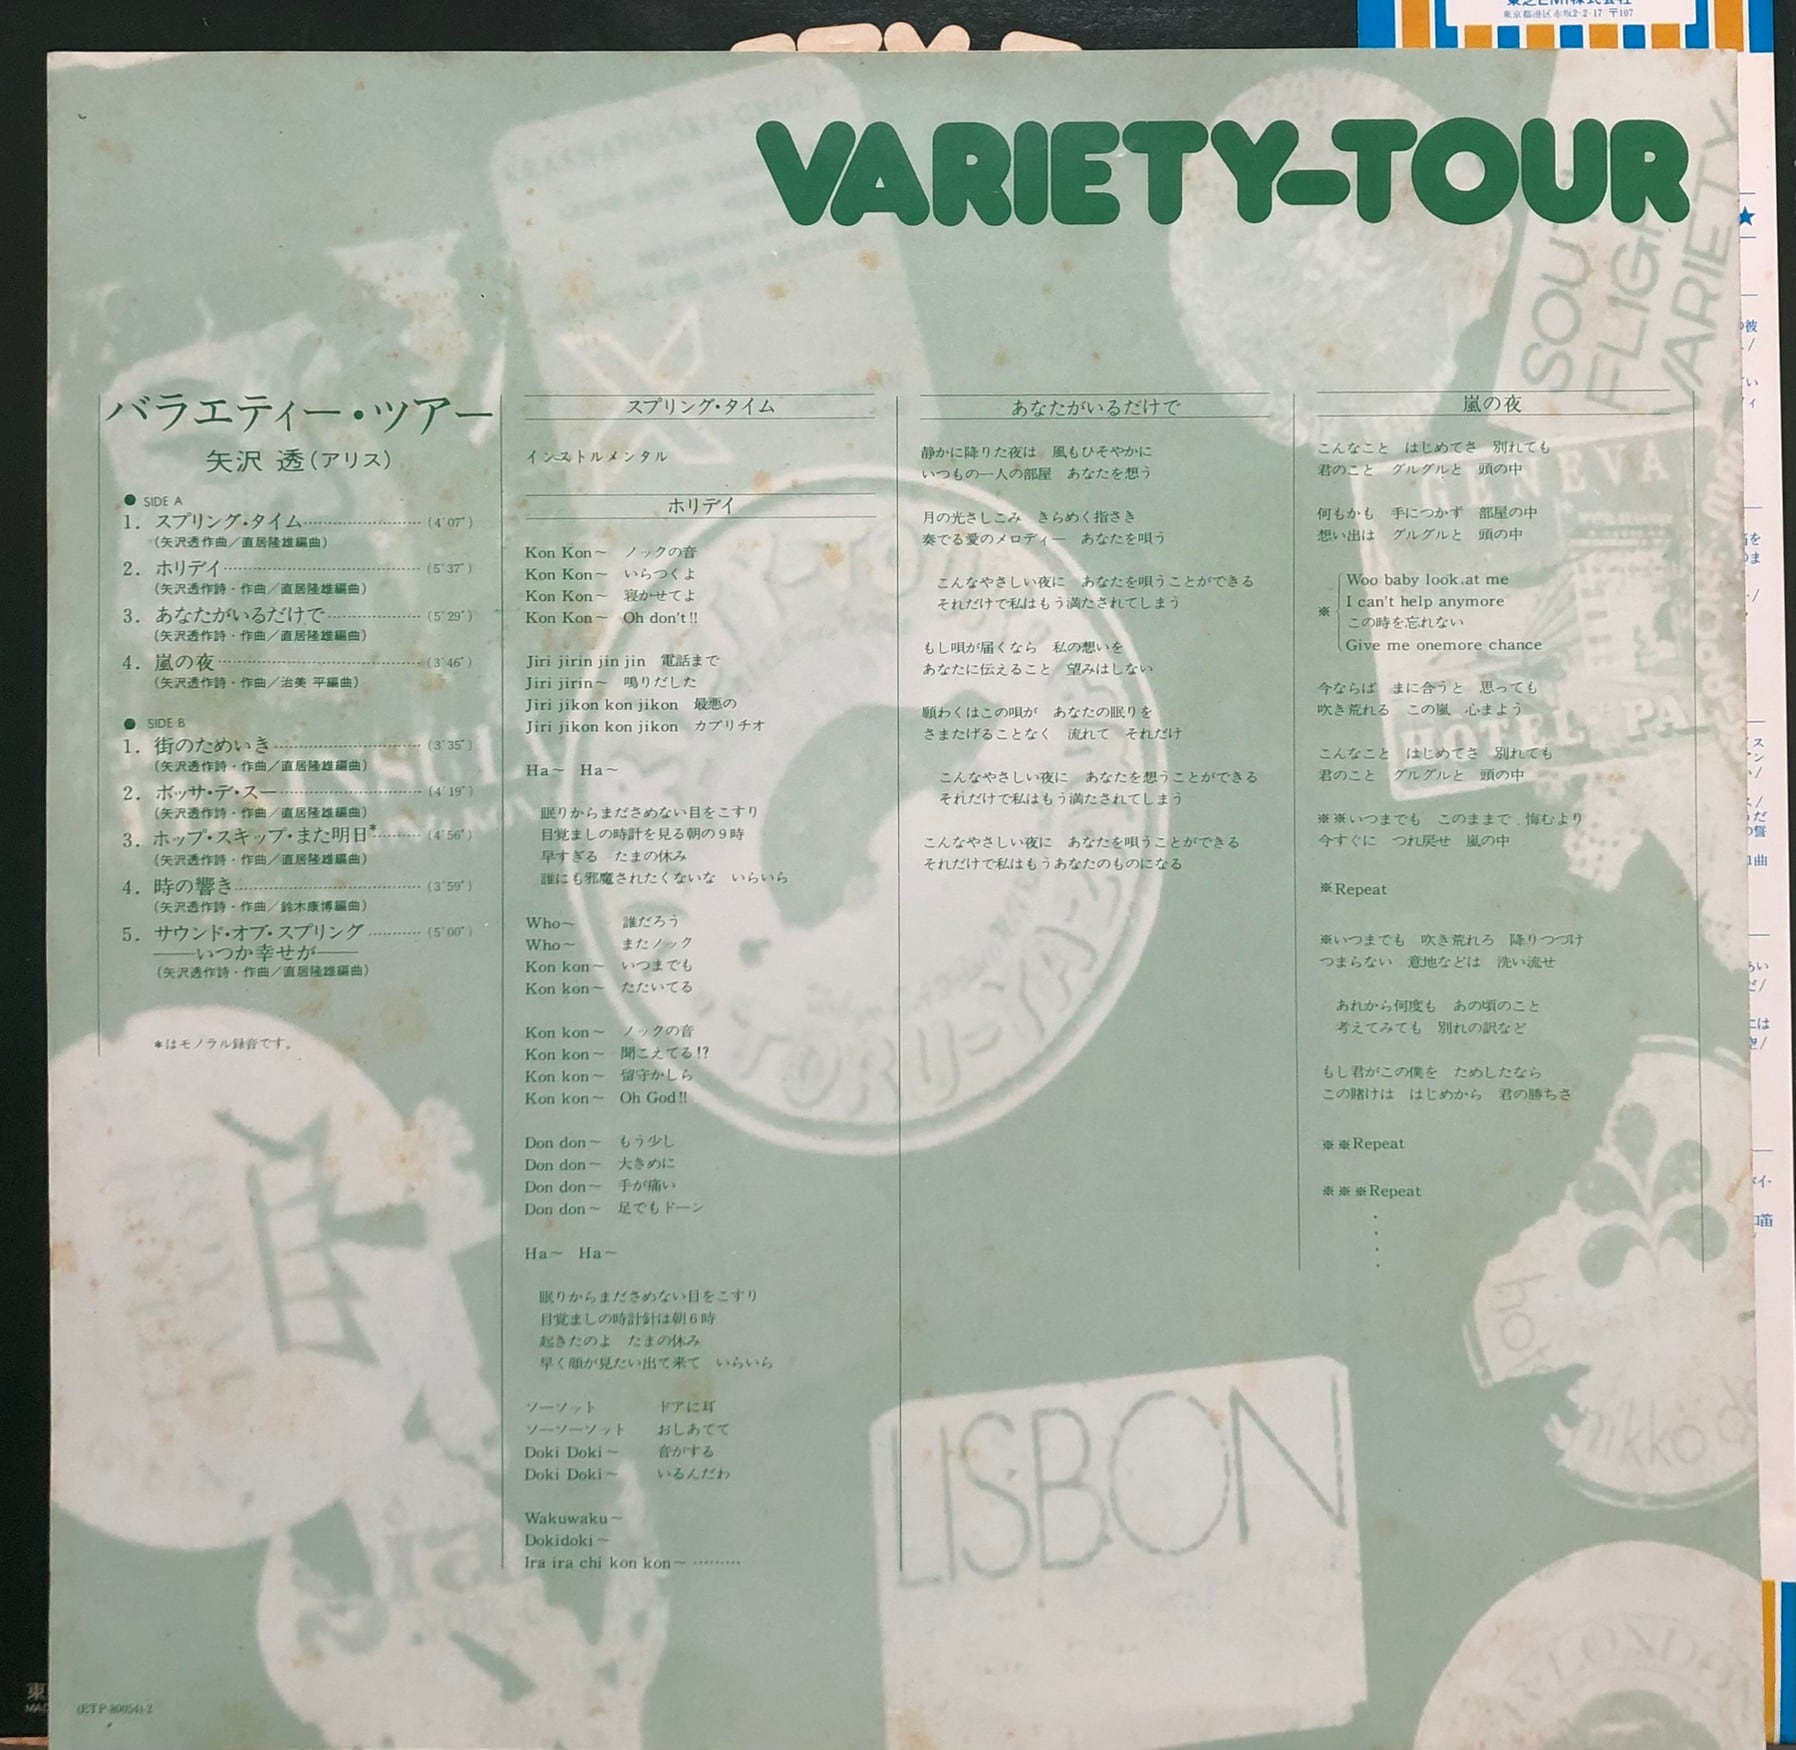 東芝EMI株式会社
東京都港区赤坂2-2-17 〒107
VARIETY-TOUR
バラエティー・ツアー
矢沢 透(アリス)
● SIDE A
1. スプリング・タイム……………………(4'07")
(矢沢透作曲/直居隆雄編曲)
2. ホリデイ……………………(5'37")
(矢沢透作詩・作曲/直居隆雄編曲)
3. あなたがいるだけで……………………(5'29")
(矢沢透作詩・作曲/直居隆雄編曲)
4. 嵐の夜……………………(3'46")
(矢沢透作詩・作曲/治美 平編曲)
● SIDE B
1. 街のためいき……………………(3'35")
(矢沢透作詩・作曲/直居隆雄編曲)
2. ボッサ・デ・スー……………………(4'19")
(矢沢透作詩・作曲/直居隆雄編曲)
3. ホップ・スキップ・また明日*…………(4'56")
(矢沢透作詩・作曲/直居隆雄編曲)
4. 時の響き……………………(3'59")
(矢沢透作詩・作曲/鈴木康博編曲)
5. サウンド・オブ・スプリング…………(5'00")
——いつか幸せが——
(矢沢透作詩・作曲/直居隆雄編曲)
*はモノラル録音です。
スプリング・タイム
インストルメンタル
ホリデイ
Kon Kon〜 ノックの音
Kon Kon〜 いらつくよ
Kon Kon〜 寝かせてよ
Kon Kon〜 Oh don't!!
Jiri jirin jin jin 電話まで
Jiri jirin〜 鳴りだした
Jiri jikon kon jikon 最悪の
Jiri jikon kon jikon カプリチオ
Ha〜 Ha〜
眠りからまださめない目をこすり
目覚ましの時計を見る朝の9時
早すぎる たまの休み
誰にも邪魔されたくないな いらいら
Who〜 誰だろう
Who〜 またノック
Kon kon〜 いつまでも
Kon kon〜 たたいてる
Kon kon〜 ノックの音
Kon kon〜 聞こえてる!?
Kon kon〜 留守かしら
Kon kon〜 Oh God!!
Don don〜 もう少し
Don don〜 大きめに
Don don〜 手が痛い
Don don〜 足でもドーン
Ha〜 Ha〜
眠りからまださめない目をこすり
目覚ましの時計針は朝6時
起きたのよ たまの休み
早く顔が見たい出て来て いらいら
ソーソット ドアに耳
ソーソーソット おしあてて
Doki Doki〜 音がする
Doki Doki〜 いるんだわ
Wakuwaku〜
Dokidoki〜
Ira ira chi kon kon〜………
あなたがいるだけで
静かに降りた夜は 風もひそやかに
いつもの一人の部屋 あなたを想う
月の光さしこみ きらめく指さき
奏でる愛のメロディー あなたを唄う
こんなやさしい夜に あなたを唄うことができる
それだけで私はもう満たされてしまう
もし唄が届くなら 私の想いを
あなたに伝えること 望みはしない
願わくはこの唄が あなたの眠りを
さまたげることなく 流れて それだけ
こんなやさしい夜に あなたを想うことができる
それだけで私はもう満たされてしまう
こんなやさしい夜に あなたを唄うことができる
それだけで私はもうあなたのものになる
嵐の夜
こんなこと はじめてさ 別れても
君のこと グルグルと 頭の中
何もかも 手につかず 部屋の中
想い出は グルグルと 頭の中
Woo baby look at me
I can't help anymore
※ この時を忘れない
Give me onemore chance
今ならば まに合うと 思っても
吹き荒れる この嵐 心まよう
こんなこと はじめてさ 別れても
君のこと グルグルと 頭の中
※※いつまでも このままで 悔むより
今すぐに つれ戻せ 嵐の中
※Repeat
※いつまでも 吹き荒れろ 降りつづけ
つまらない 意地などは 洗い流せ
あれから何度も あの頃のこと
考えてみても 別れの訳など
もし君がこの僕を ためしたなら
この賭けは はじめから 君の勝ちさ
※※Repeat
※※※Repeat
GENEVA
HOTEL
LISBON
nikko
(ETP-80054)-2